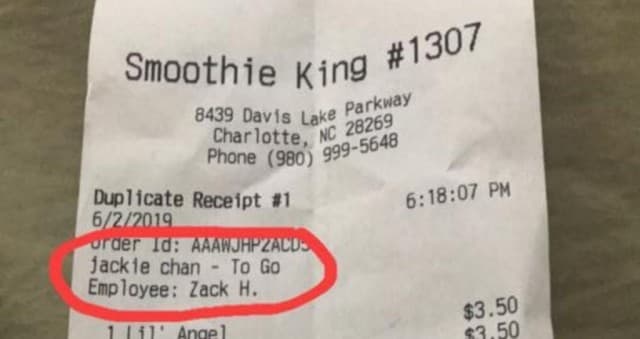 Smoothie King #1307
8439 Davis Lake Parkway
Charlotte, NC 28269
Phone (980) 999-5648
Duplicate Receipt #1
6/2/2019 6:18:07 PM
Order Id: AAAWJHPZACD5
jackie chan - To Go
Employee: Zack H.
$3.50
1 Lil' Angel $3.50